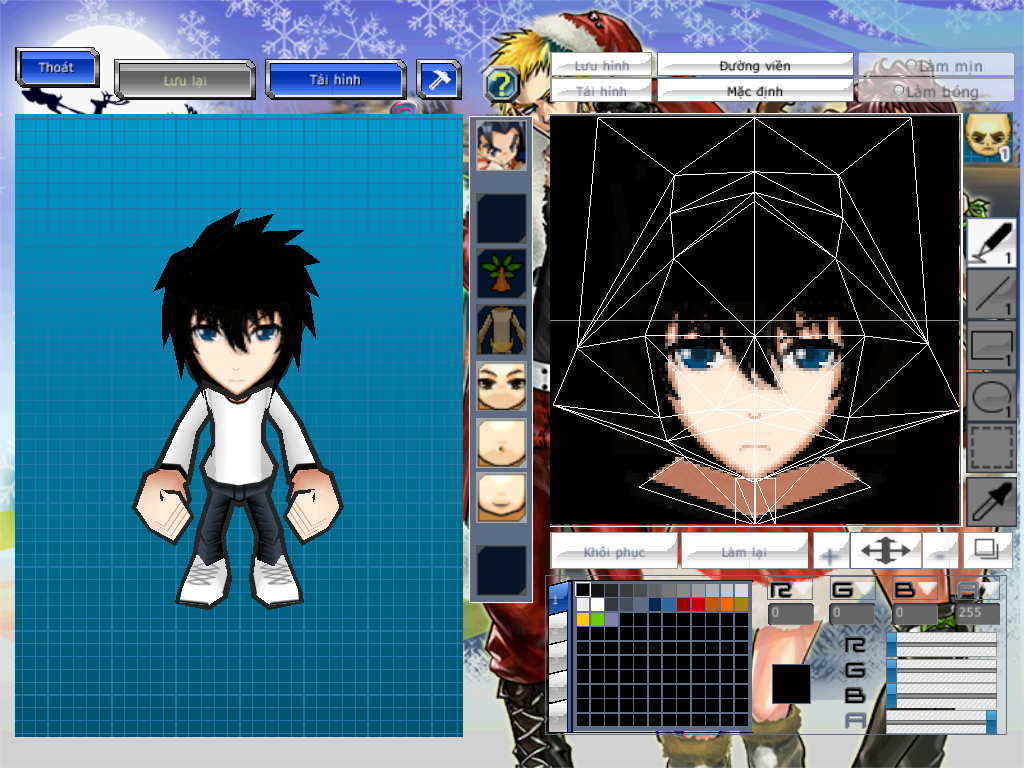 Thoát
Lưu lại
Tải hình
?
Lưu hình
Đường viền
Làm mịn
Tải hình
Mặc định
Làm bóng
1
1
1
1
1
Khôi phục
Làm lại
+
-
1
R G B A
0 0 0 255
R
G
B
A